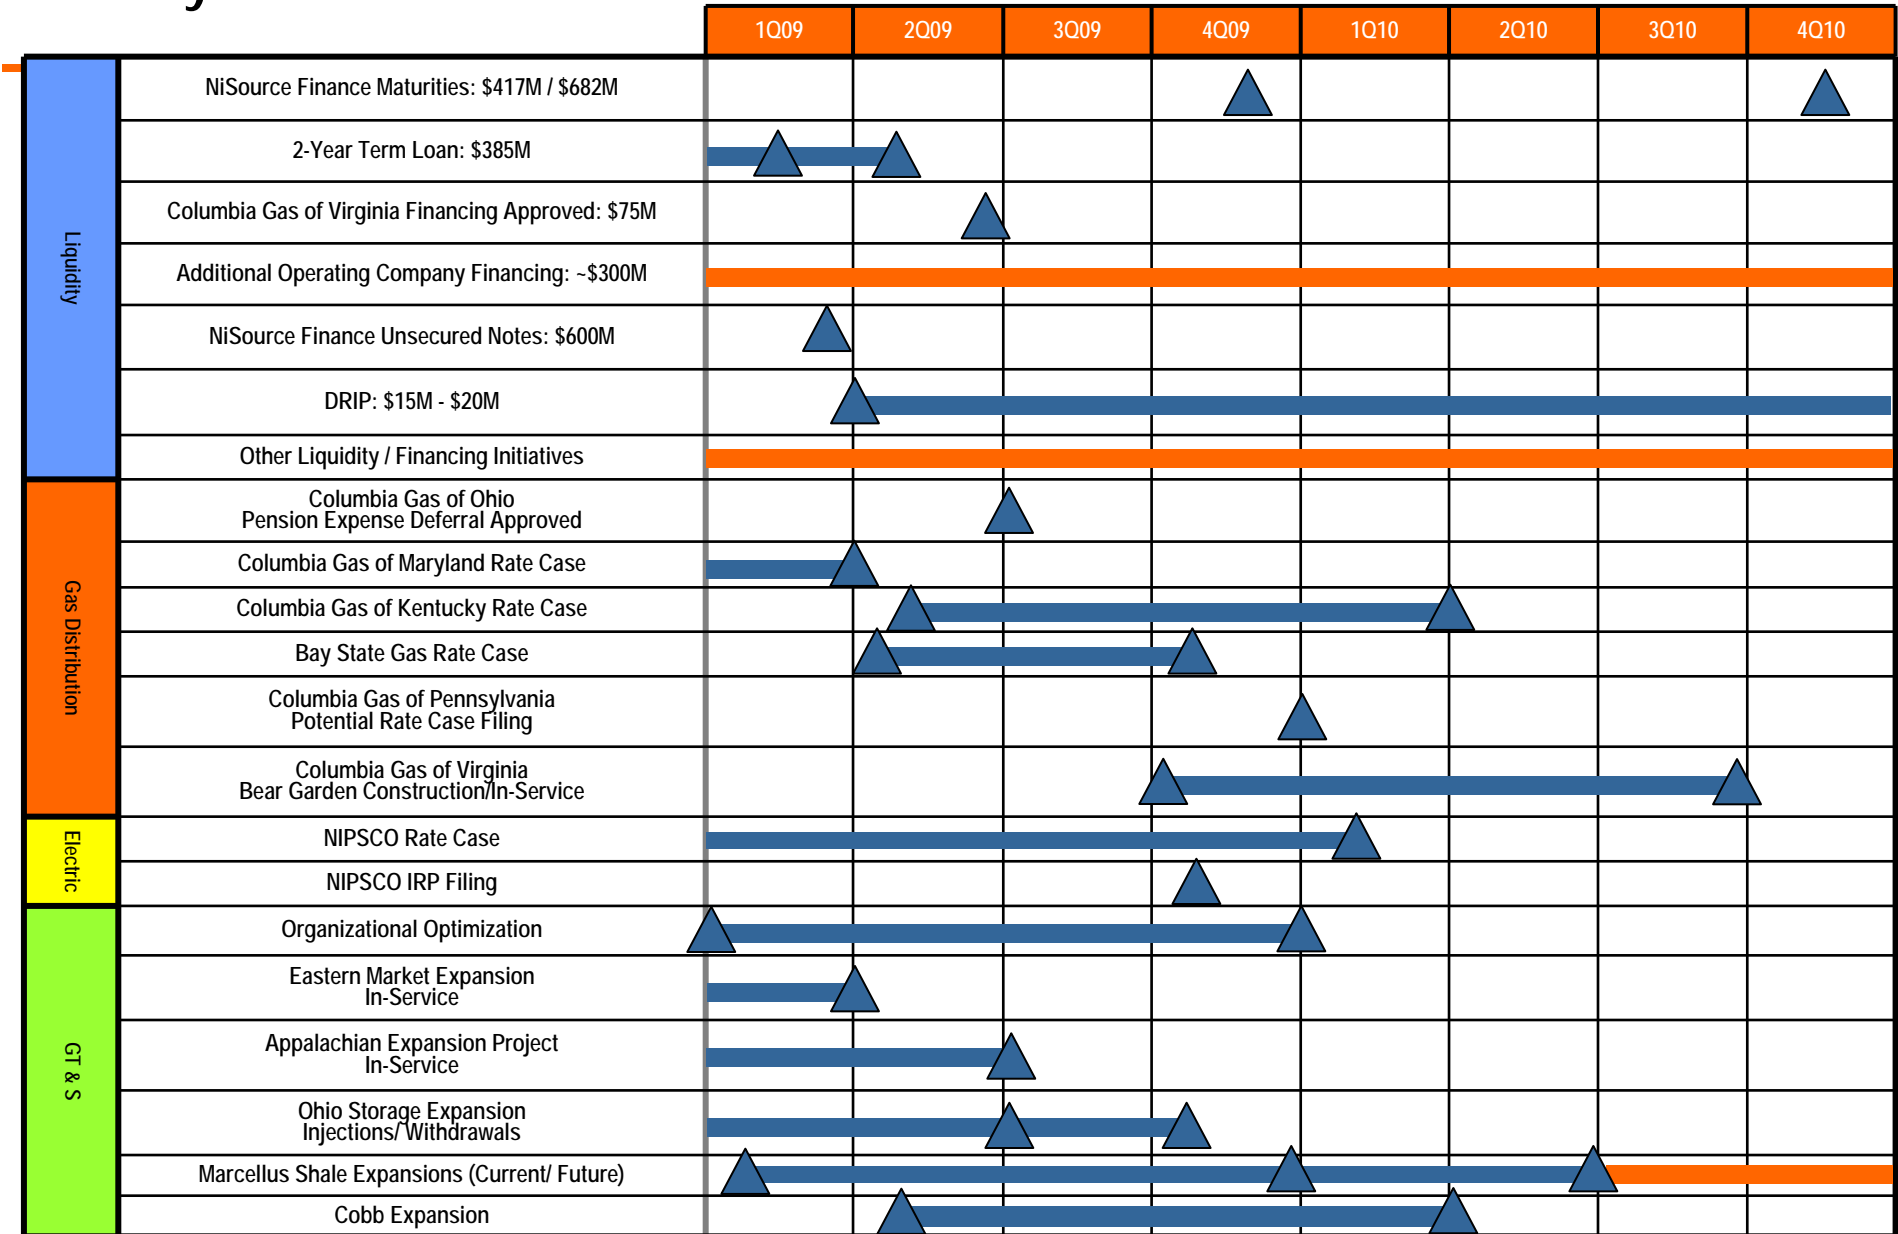 1Q09 2Q09 3Q09 4Q09 1Q10 2Q10 3Q10 4Q10
Liquidity
NiSource Finance Maturities: $417M / $682M
2-Year Term Loan: $385M
Columbia Gas of Virginia Financing Approved: $75M
Additional Operating Company Financing: ~$300M
NiSource Finance Unsecured Notes: $600M
DRIP: $15M - $20M
Other Liquidity / Financing Initiatives
Gas Distribution
Columbia Gas of Ohio
Pension Expense Deferral Approved
Columbia Gas of Maryland Rate Case
Columbia Gas of Kentucky Rate Case
Bay State Gas Rate Case
Columbia Gas of Pennsylvania
Potential Rate Case Filing
Columbia Gas of Virginia
Bear Garden Construction/In-Service
Electric
NIPSCO Rate Case
NIPSCO IRP Filing
GT & S
Organizational Optimization
Eastern Market Expansion
In-Service
Appalachian Expansion Project
In-Service
Ohio Storage Expansion
Injections/ Withdrawals
Marcellus Shale Expansions (Current/ Future)
Cobb Expansion